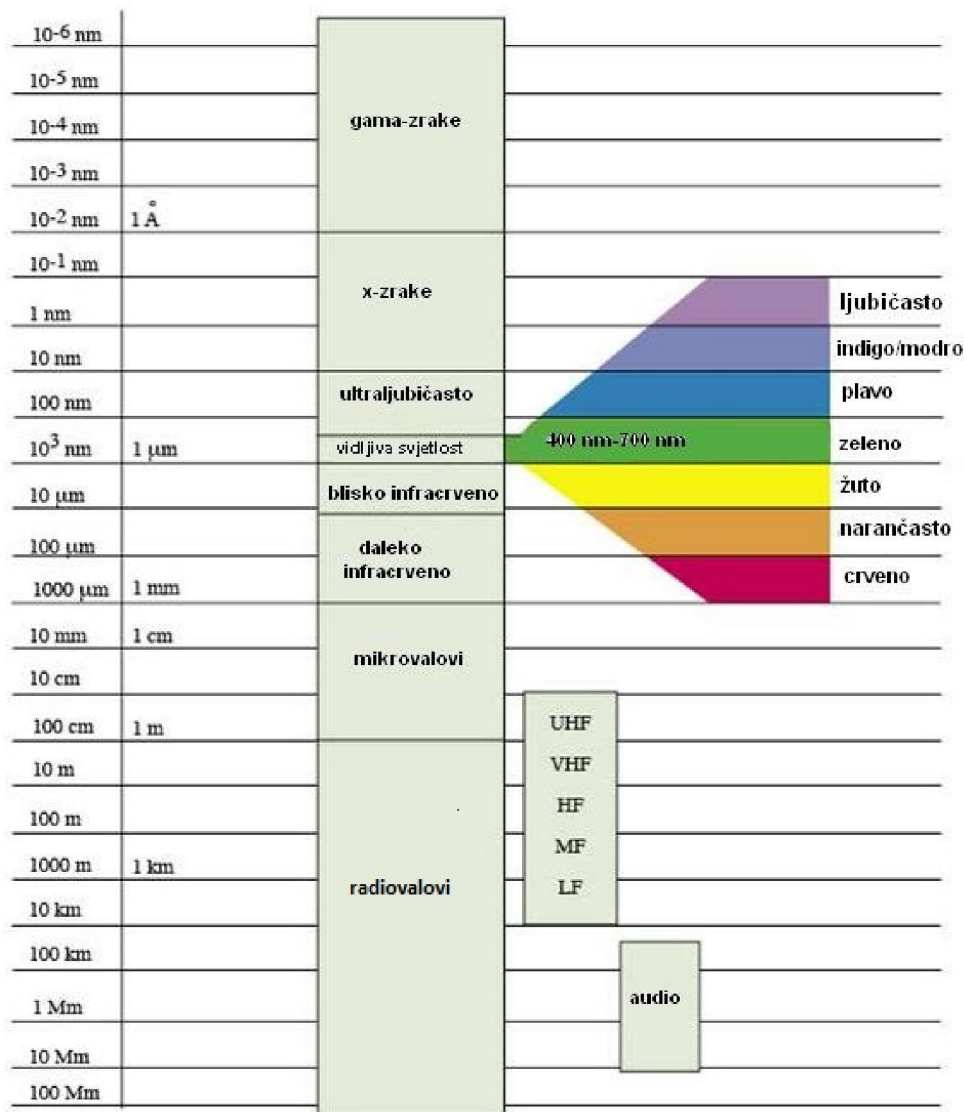 10-6 nm
10-5 nm
10-4 nm
gama-zrake
10-3 nm
10-2 nm 1 Å
10-1 nm
x-zrake
ljubičasto
1 nm
indigo/modro
10 nm
ultraljubičasto
plavo
100 nm
10³ nm 1 µm
vidljiva svjetlost
400 nm-700 nm
zeleno
10 µm
blisko infracrveno
žuto
narančasto
100 µm
daleko
infracrveno
crveno
1000 µm 1 mm
10 mm 1 cm
mikrovalovi
10 cm
100 cm 1 m
UHF
10 m
VHF
HF
100 m
MF
1000 m 1 km
radiovalovi
LF
10 km
100 km
audio
1 Mm
10 Mm
100 Mm